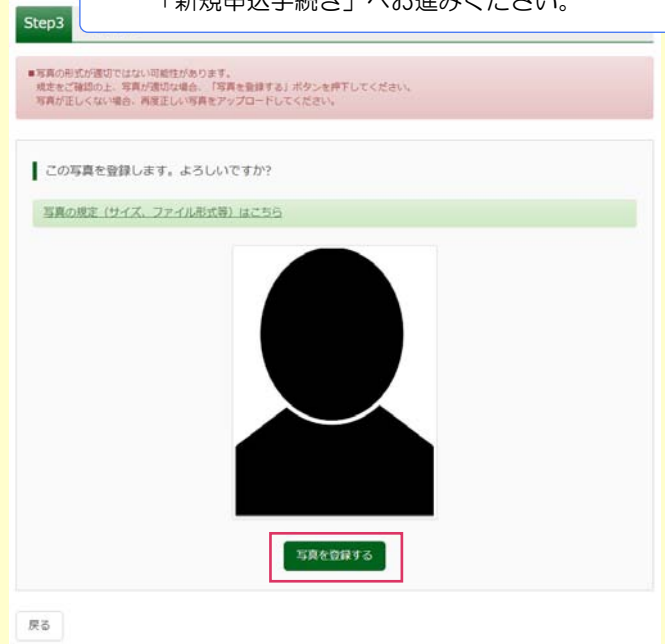 「新規申込手続き」へお進みください。
Step3
■写真の形式が適切ではない可能性があります。
規定をご確認の上、写真が適切な場合、「写真を登録する」ボタンを押下してください。
写真が正しくない場合、再度正しい写真をアップロードしてください。
この写真を登録します。よろしいですか?
写真の規定（サイズ、ファイル形式等）はこちら
写真を登録する
戻る